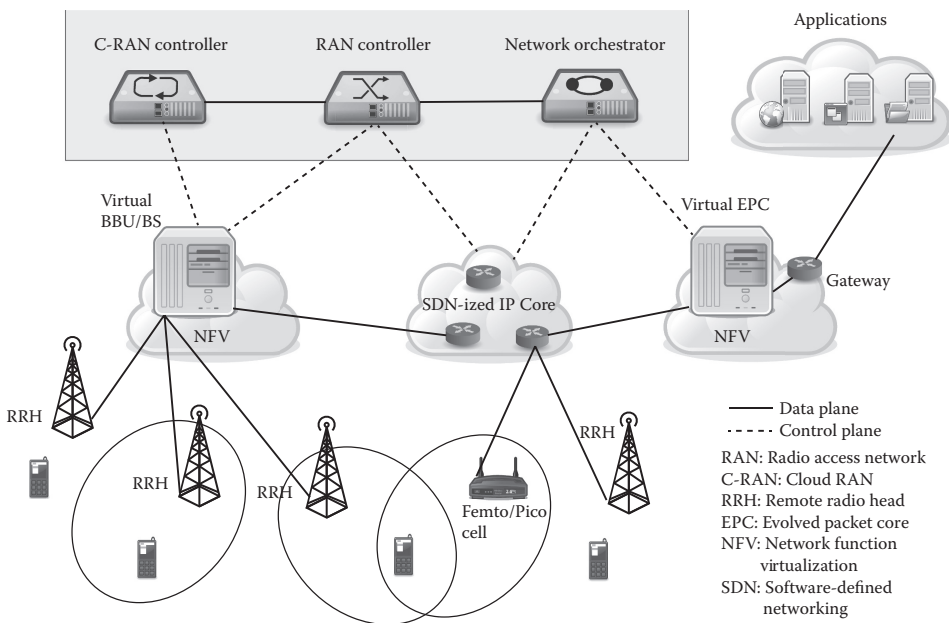 Applications
C-RAN controller
RAN controller
Network orchestrator
Virtual
BBU/BS
Virtual EPC
Gateway
SDN-ized IP Core
NFV
NFV
RRH
RRH
RRH
RRH
Femto/Pico
cell
Data plane
Control plane
RAN: Radio access network
C-RAN: Cloud RAN
RRH: Remote radio head
EPC: Evolved packet core
NFV: Network function
virtualization
SDN: Software-defined
networking